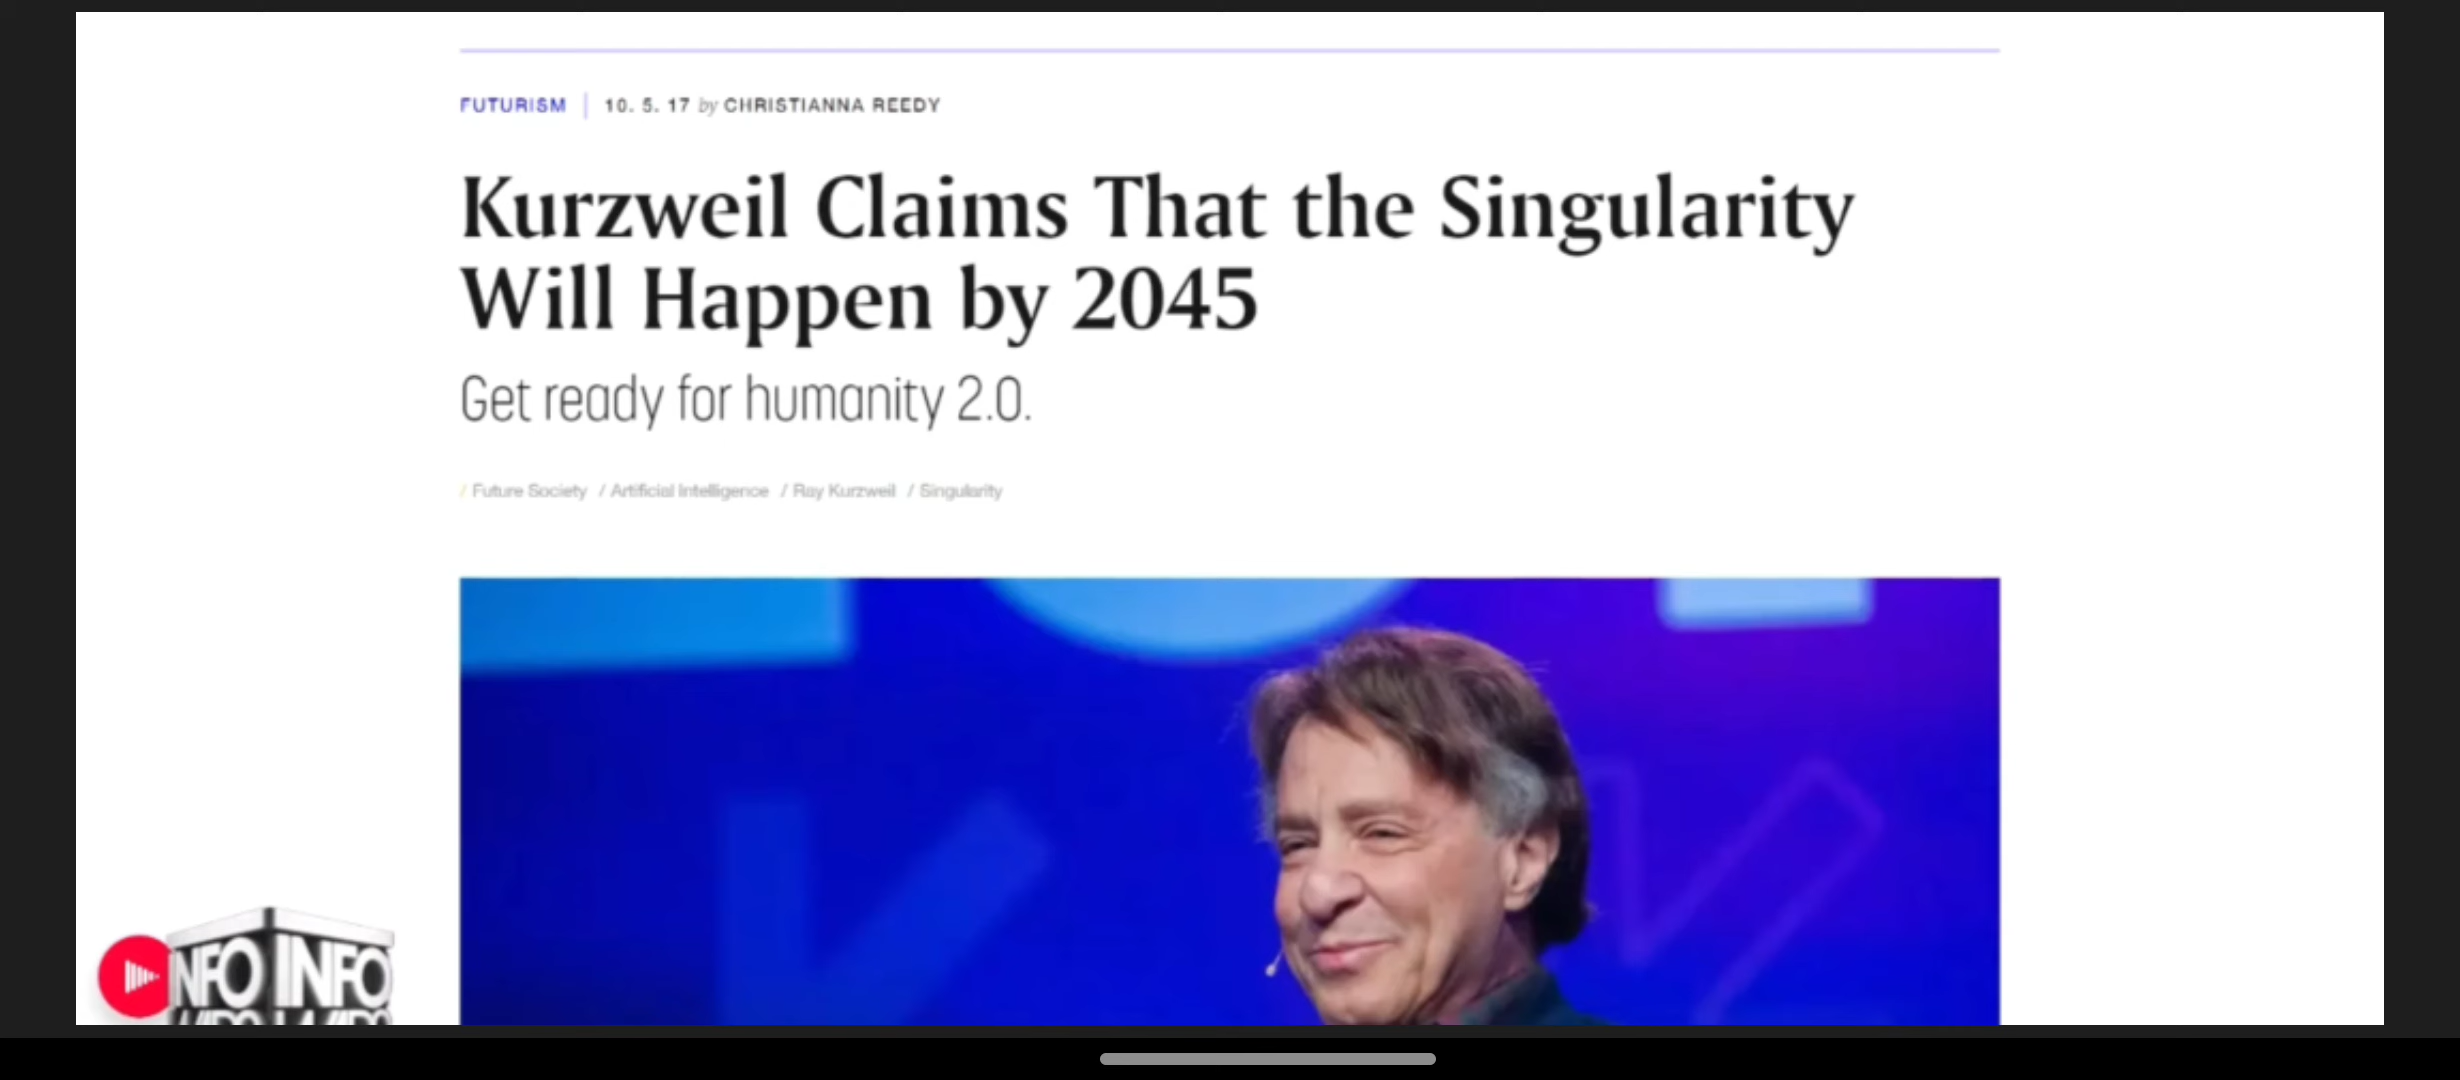 FUTURISM | 10. 5. 17 by CHRISTIANNA REEDY
Kurzweil Claims That the Singularity
Will Happen by 2045
Get ready for humanity 2.0.
/ Future Society / Artificial Intelligence / Ray Kurzweil / Singularity
NFO INFO